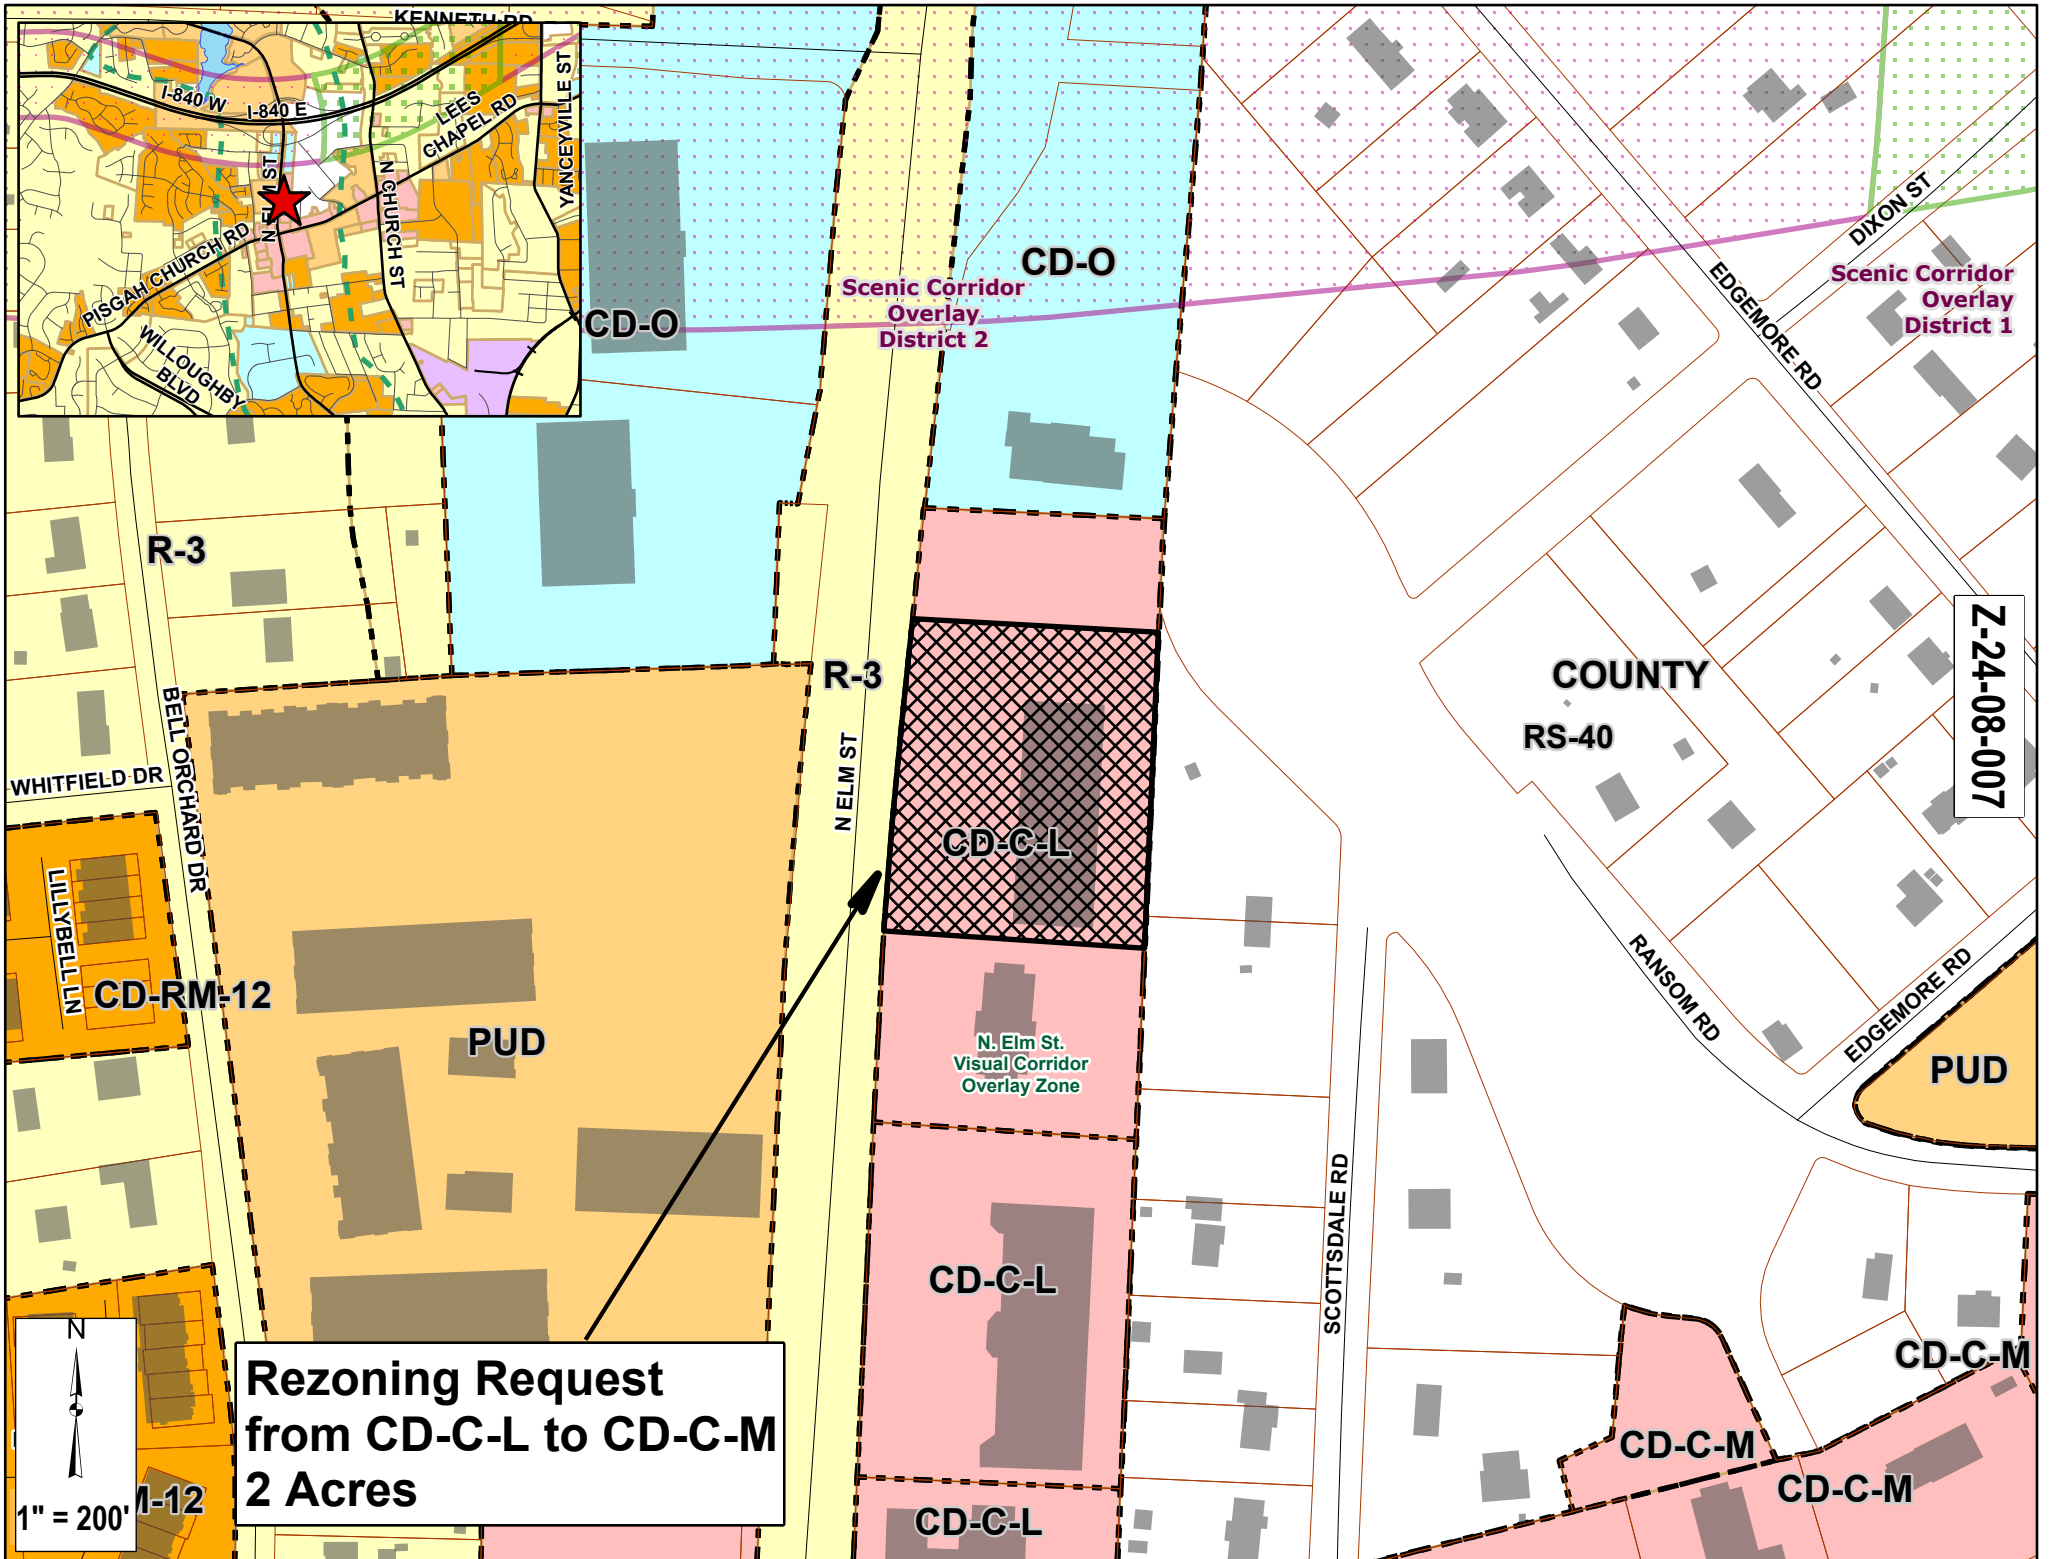 KENNETH RD
I-840 W
I-840 E
LEES
CHAPEL RD
YANCEYVILLE ST
N ELM ST
N CHURCH ST
PISGAH CHURCH RD
WILLOUGHBY
BLVD
CD-O
CD-O
Scenic Corridor
Overlay
District 2
DIXON ST
Scenic Corridor
Overlay
District 1
EDGEMORE RD
R-3
R-3
COUNTY
RS-40
Z-24-08-007
BELL ORCHARD DR
WHITFIELD DR
N ELM ST
CD-C-L
LILLYBELL LN
CD-RM-12
PUD
N. Elm St.
Visual Corridor
Overlay Zone
RANSOM RD
EDGEMORE RD
PUD
SCOTTSDALE RD
CD-C-L
CD-C-M
CD-C-M
CD-C-M
CD-C-L
N
1" = 200'
M-12
Rezoning Request
from CD-C-L to CD-C-M
2 Acres